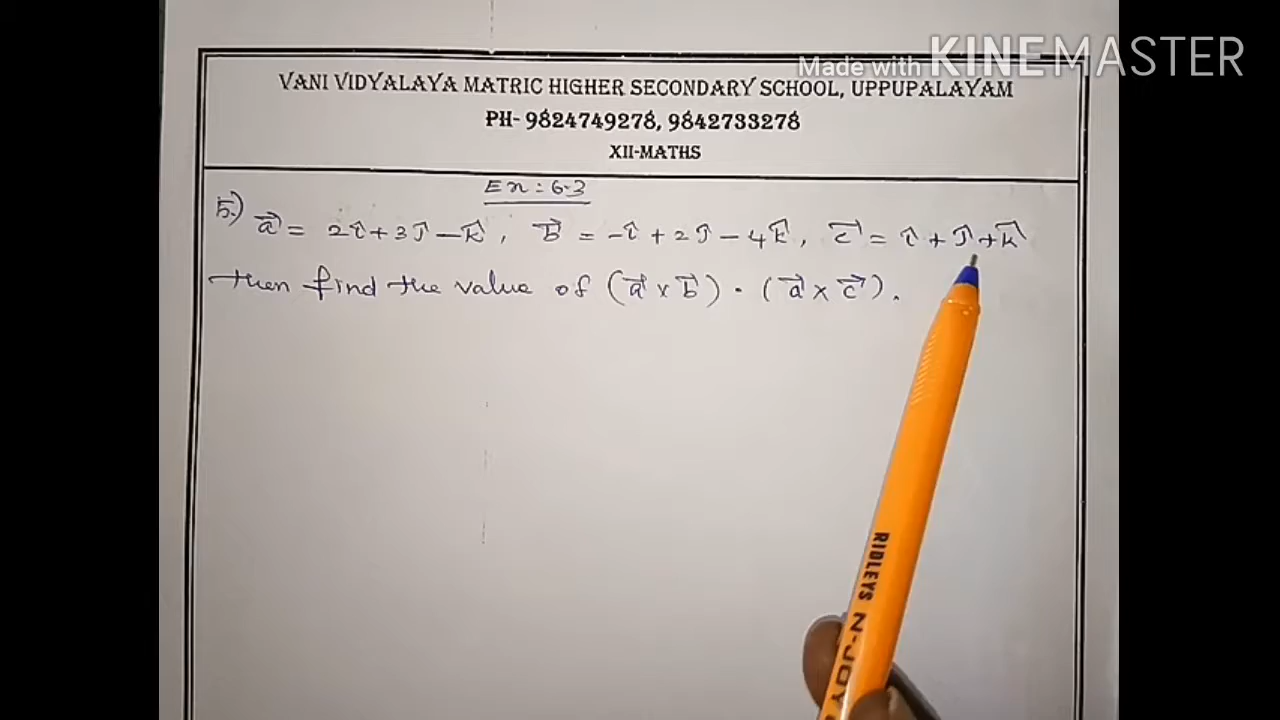 Made with KINEMASTER
VANI VIDYALAYA MATRIC HIGHER SECONDARY SCHOOL, UPPUPALAYAM
PH- 9824749278, 9842733278
XII-MATHS
Ex: 6.3
5.) a⃗ = 2î + 3ĵ - k̂, b⃗ = -î + 2ĵ - 4k̂, c⃗ = î + ĵ + k̂
then find the value of (a⃗ × b⃗) · (a⃗ × c⃗).
RIDLEYS N-JOY